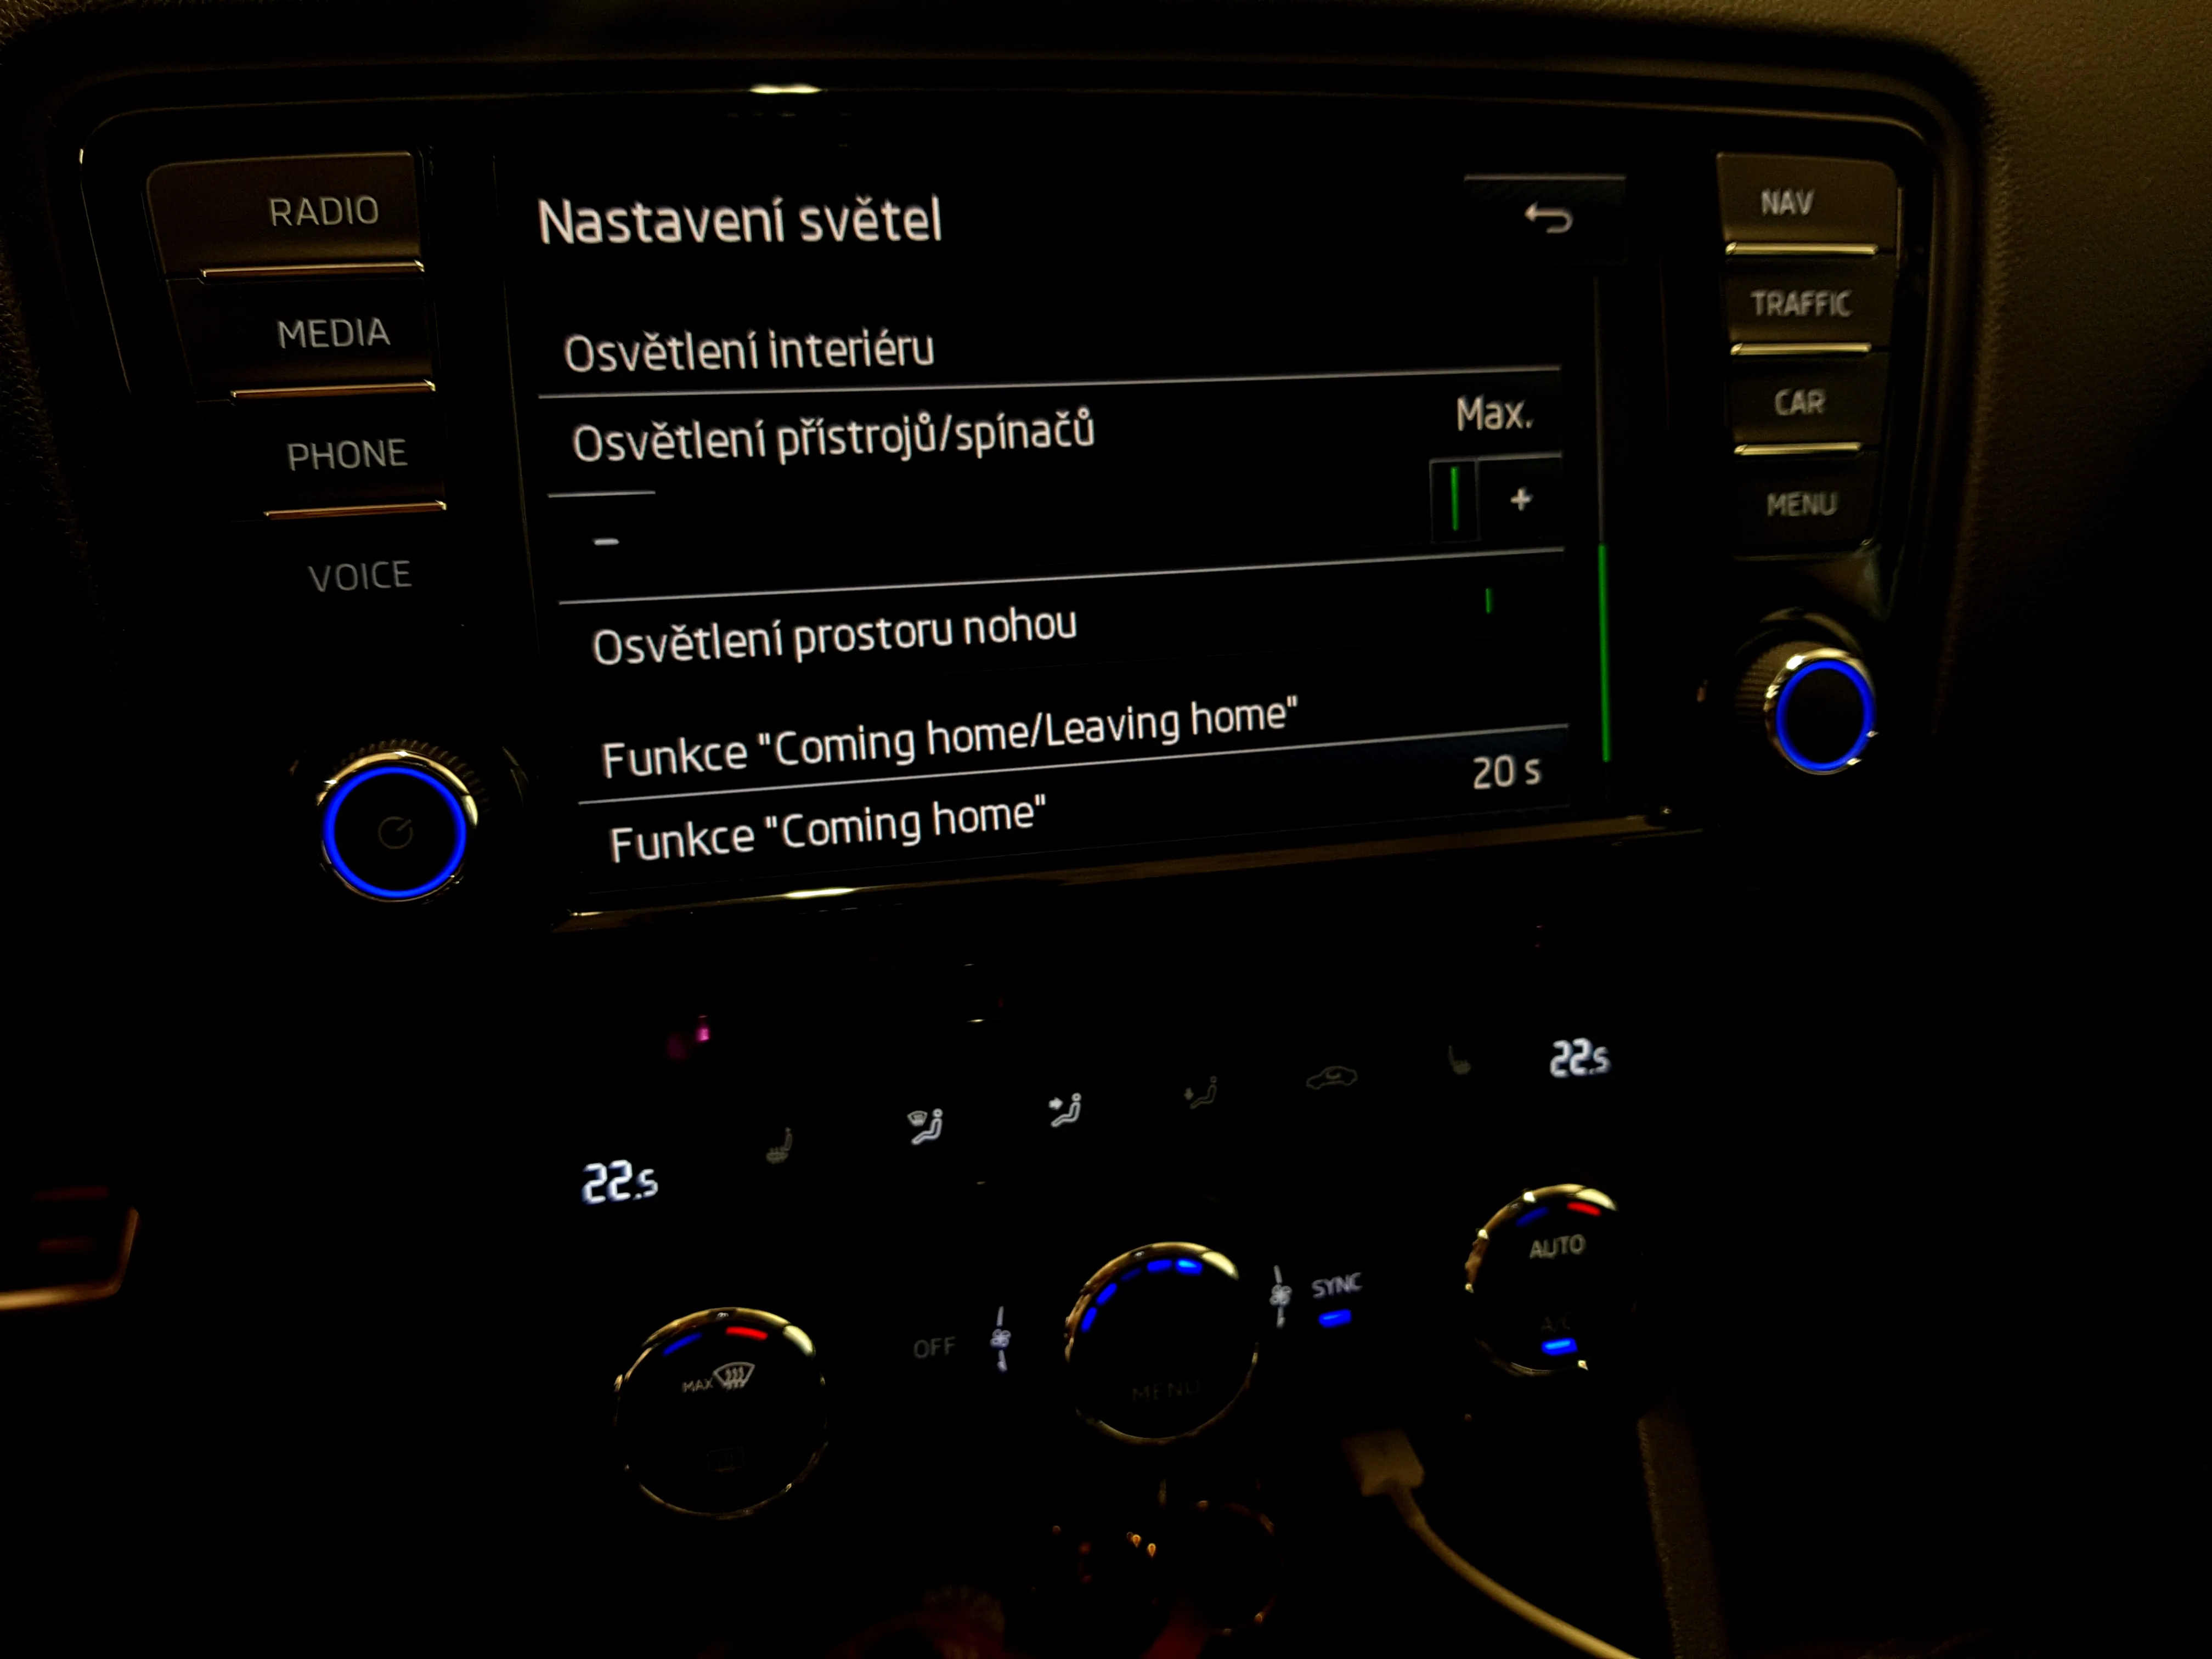 RADIO
MEDIA
PHONE
VOICE
Nastavení světel
Osvětlení interiéru
Osvětlení přístrojů/spínačů Max.
– +
Osvětlení prostoru nohou
Funkce "Coming home/Leaving home"
Funkce "Coming home" 20 s
NAV
TRAFFIC
CAR
MENU
22.5
22.5
MAX
OFF
MENU
SYNC
AUTO
A/C